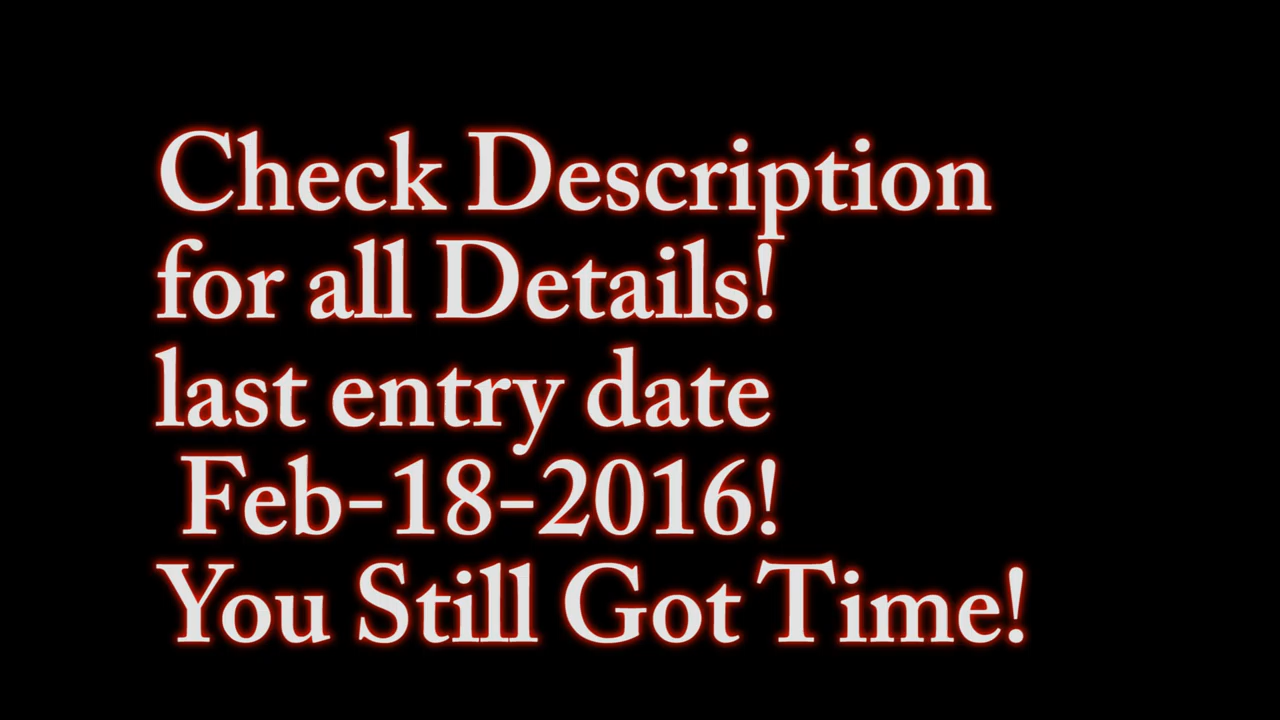 Check Description
for all Details!
last entry date
Feb-18-2016!
You Still Got Time!